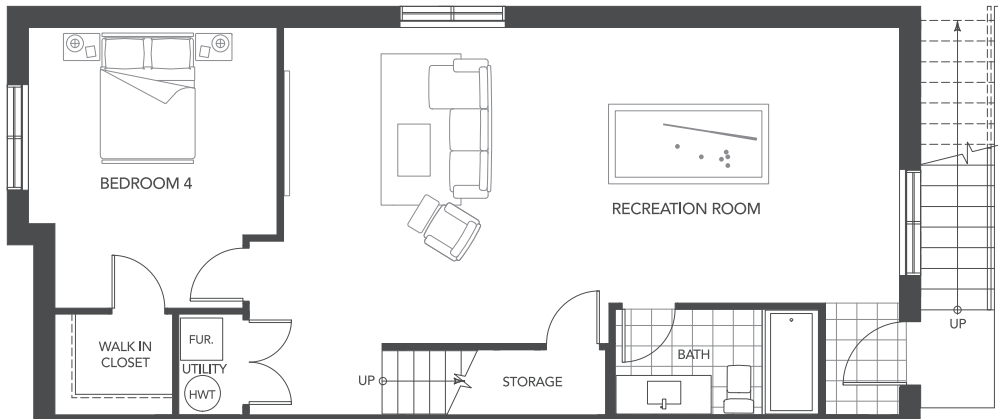 BEDROOM 4
RECREATION ROOM
UP
WALK IN
CLOSET
FUR.
UTILITY
HWT
UP
STORAGE
BATH